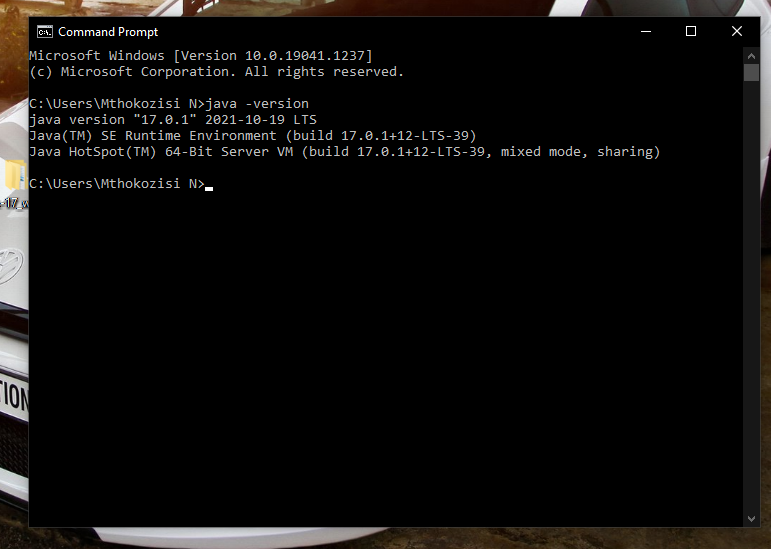 Command Prompt
Microsoft Windows [Version 10.0.19041.1237]
(c) Microsoft Corporation. All rights reserved.
C:\Users\Mthokozisi N>java -version
java version "17.0.1" 2021-10-19 LTS
Java(TM) SE Runtime Environment (build 17.0.1+12-LTS-39)
Java HotSpot(TM) 64-Bit Server VM (build 17.0.1+12-LTS-39, mixed mode, sharing)
C:\Users\Mthokozisi N>